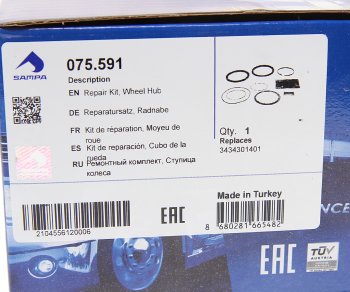 SAMPA
075.591
Description
EN Repair Kit, Wheel Hub
DE Reparatursatz, Radnabe
FR Kit de réparation, Moyeu de
roue
ES Kit de reparación, Cubo de la
rueda
RU Ремонтный комплект, Ступица
колеса
Qty. 1
Replaces
3434301401
Made in Turkey
2104556120006
EAC
8 680281 665482
NCE
EAC
TÜV
AUSTRIA